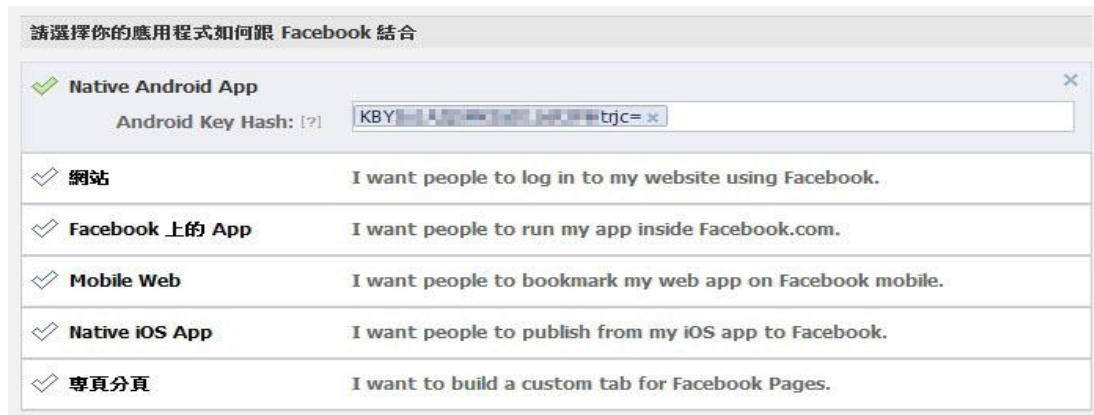 請選擇你的應用程式如何跟 Facebook 結合
Native Android App
Android Key Hash: [?] KBY trjc= x
網站 I want people to log in to my website using Facebook.
Facebook 上的 App I want people to run my app inside Facebook.com.
Mobile Web I want people to bookmark my web app on Facebook mobile.
Native iOS App I want people to publish from my iOS app to Facebook.
專頁分頁 I want to build a custom tab for Facebook Pages.